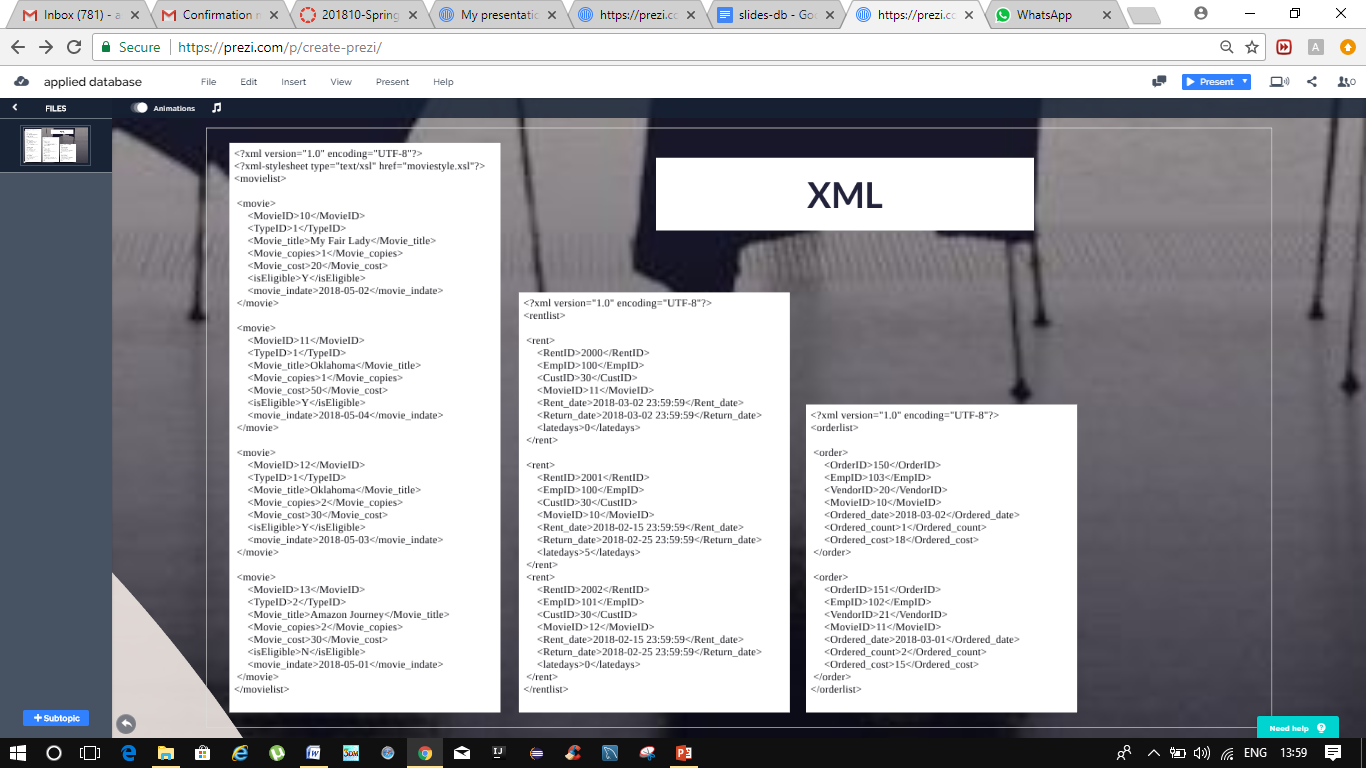 Inbox (781) - a
Confirmation n
201810-Spring
My presentatio
https://prezi.co
slides-db - Goo
https://prezi.co
WhatsApp
Secure
https://prezi.com/p/create-prezi/
A
applied database
File
Edit
Insert
View
Present
Help
Present
0
FILES
Animations
<?xml version="1.0" encoding="UTF-8"?>
<?xml-stylesheet type="text/xsl" href="moviestyle.xsl"?>
<movielist>
<movie>
<MovieID>10</MovieID>
<TypeID>1</TypeID>
<Movie_title>My Fair Lady</Movie_title>
<Movie_copies>1</Movie_copies>
<Movie_cost>20</Movie_cost>
<isEligible>Y</isEligible>
<movie_indate>2018-05-02</movie_indate>
</movie>
<movie>
<MovieID>11</MovieID>
<TypeID>1</TypeID>
<Movie_title>Oklahoma</Movie_title>
<Movie_copies>1</Movie_copies>
<Movie_cost>50</Movie_cost>
<isEligible>Y</isEligible>
<movie_indate>2018-05-04</movie_indate>
</movie>
<movie>
<MovieID>12</MovieID>
<TypeID>1</TypeID>
<Movie_title>Oklahoma</Movie_title>
<Movie_copies>2</Movie_copies>
<Movie_cost>30</Movie_cost>
<isEligible>Y</isEligible>
<movie_indate>2018-05-03</movie_indate>
</movie>
<movie>
<MovieID>13</MovieID>
<TypeID>2</TypeID>
<Movie_title>Amazon Journey</Movie_title>
<Movie_copies>2</Movie_copies>
<Movie_cost>30</Movie_cost>
<isEligible>N</isEligible>
<movie_indate>2018-05-01</movie_indate>
</movie>
</movielist>
XML
<?xml version="1.0" encoding="UTF-8"?>
<rentlist>
<rent>
<RentID>2000</RentID>
<EmpID>100</EmpID>
<CustID>30</CustID>
<MovieID>11</MovieID>
<Rent_date>2018-03-02 23:59:59</Rent_date>
<Return_date>2018-03-02 23:59:59</Return_date>
<latedays>0</latedays>
</rent>
<rent>
<RentID>2001</RentID>
<EmpID>100</EmpID>
<CustID>30</CustID>
<MovieID>10</MovieID>
<Rent_date>2018-02-15 23:59:59</Rent_date>
<Return_date>2018-02-25 23:59:59</Return_date>
<latedays>5</latedays>
</rent>
<rent>
<RentID>2002</RentID>
<EmpID>101</EmpID>
<CustID>30</CustID>
<MovieID>12</MovieID>
<Rent_date>2018-02-15 23:59:59</Rent_date>
<Return_date>2018-02-25 23:59:59</Return_date>
<latedays>0</latedays>
</rent>
</rentlist>
<?xml version="1.0" encoding="UTF-8"?>
<orderlist>
<order>
<OrderID>150</OrderID>
<EmpID>103</EmpID>
<VendorID>20</VendorID>
<MovieID>10</MovieID>
<Ordered_date>2018-03-02</Ordered_date>
<Ordered_count>1</Ordered_count>
<Ordered_cost>18</Ordered_cost>
</order>
<order>
<OrderID>151</OrderID>
<EmpID>102</EmpID>
<VendorID>21</VendorID>
<MovieID>11</MovieID>
<Ordered_date>2018-03-01</Ordered_date>
<Ordered_count>2</Ordered_count>
<Ordered_cost>15</Ordered_cost>
</order>
</orderlist>
+ Subtopic
Need help ?
ENG
13:59